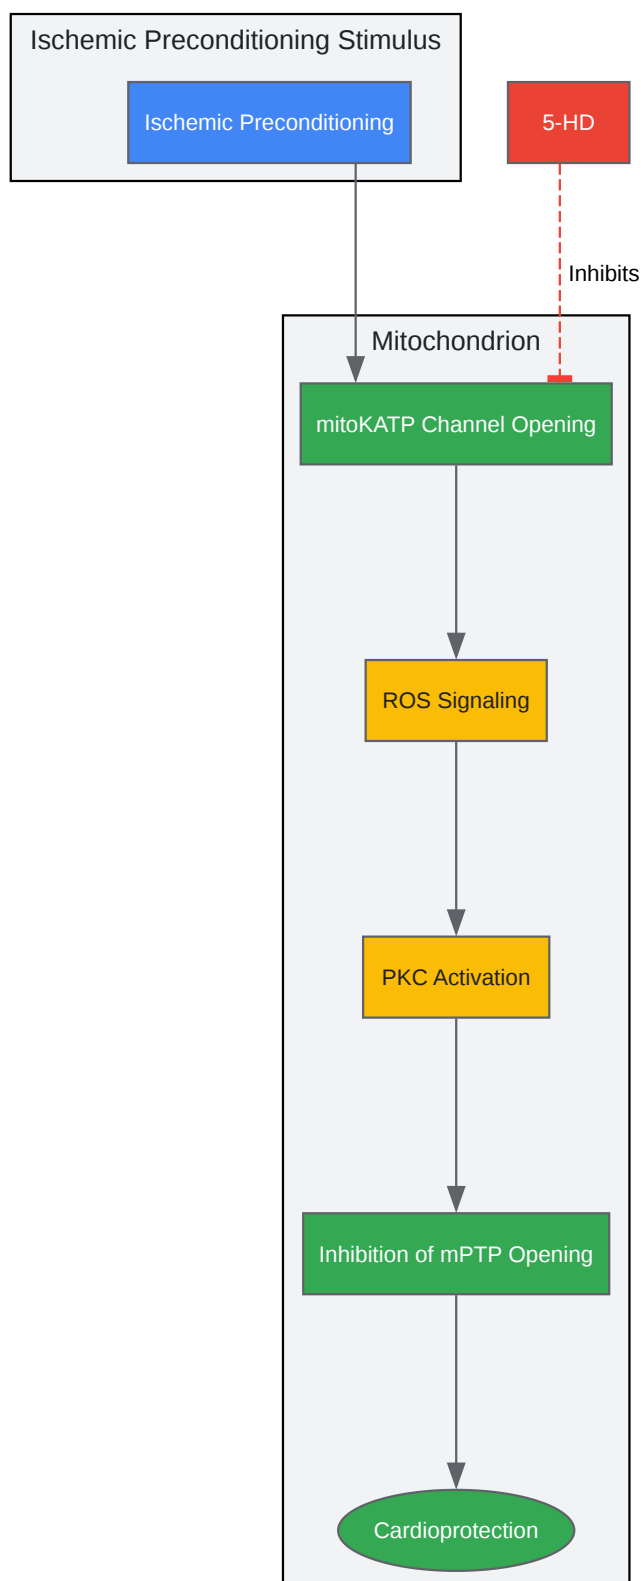 Ischemic Preconditioning Stimulus
Ischemic Preconditioning
5-HD
Inhibits
Mitochondrion
mitoKATP Channel Opening
ROS Signaling
PKC Activation
Inhibition of mPTP Opening
Cardioprotection